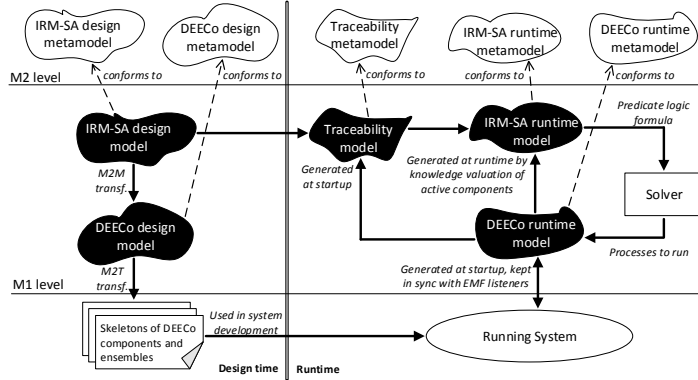 IRM-SA design
metamodel
DEECo design
metamodel
Traceability
metamodel
IRM-SA runtime
metamodel
DEECo runtime
metamodel
conforms to
conforms to
conforms to
conforms to
conforms to
M2 level
IRM-SA design
model
Traceability
model
IRM-SA runtime
model
Predicate logic
formula
M2M
transf.
Generated
at startup
Generated at runtime by
knowledge valuation of
active components
Solver
DEECo design
model
DEECo runtime
model
Processes to run
M2T
transf.
Generated at startup, kept
in sync with EMF listeners
M1 level
Skeletons of DEECo
components and
ensembles
Used in system
development
Running System
Design time
Runtime